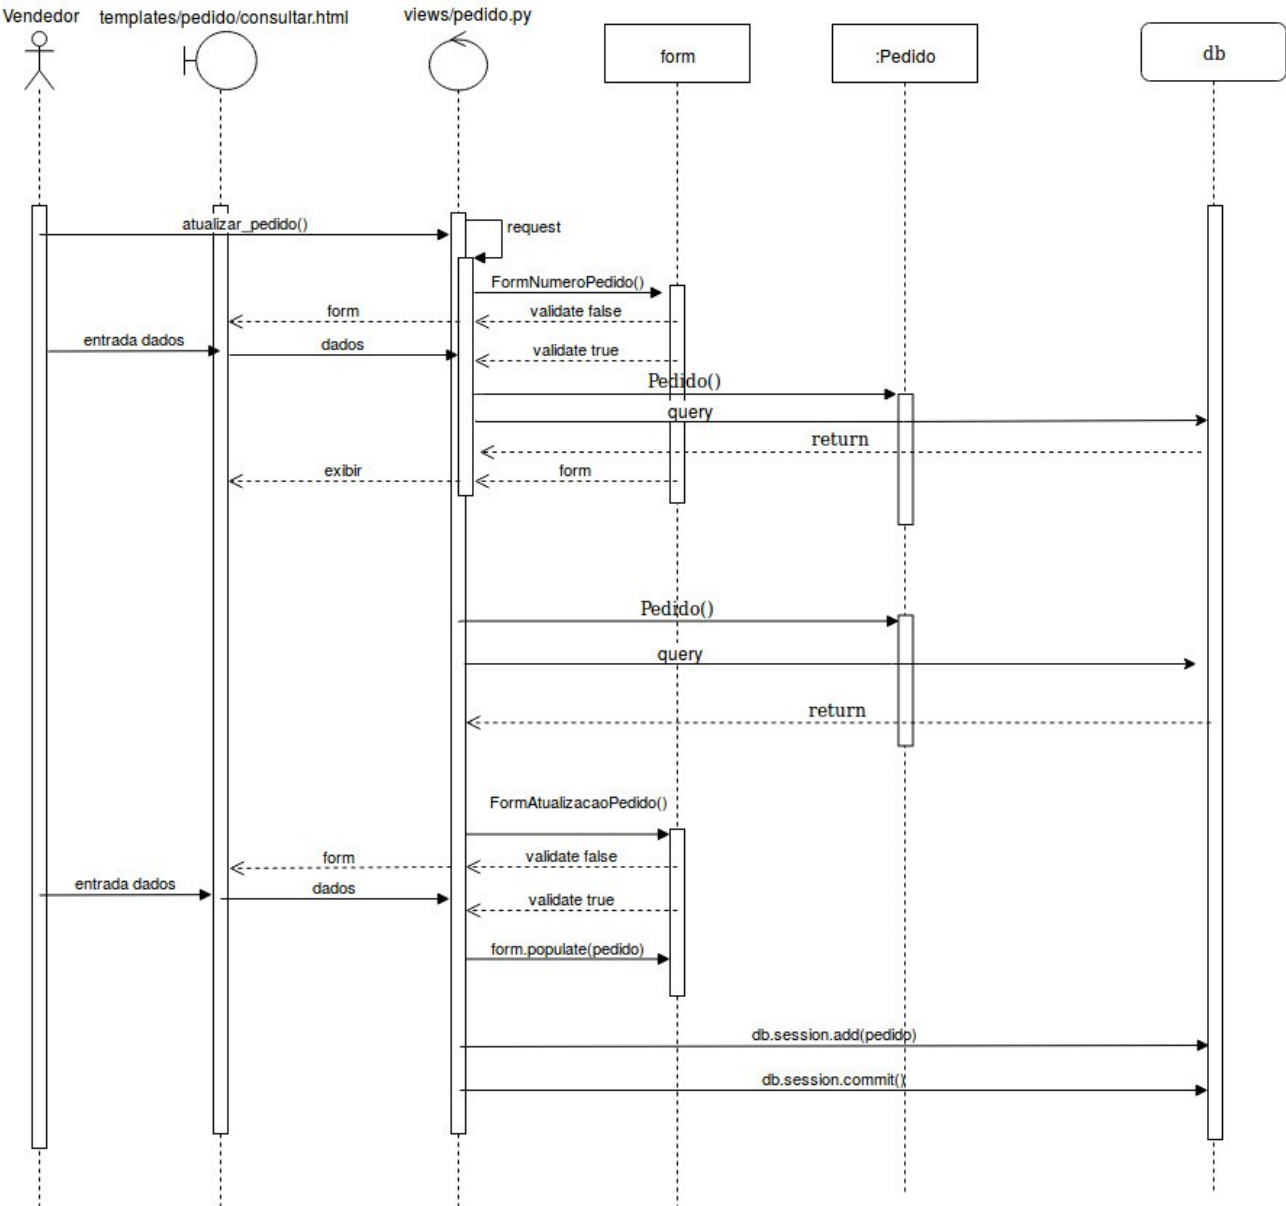 Vendedor
templates/pedido/consultar.html
views/pedido.py
form
:Pedido
db
atualizar_pedido()
request
FormNumeroPedido()
form
validate false
entrada dados
dados
validate true
Pedido()
query
return
exibir
form
Pedido()
query
return
FormAtualizacaoPedido()
form
validate false
entrada dados
dados
validate true
form.populate(pedido)
db.session.add(pedido)
db.session.commit()